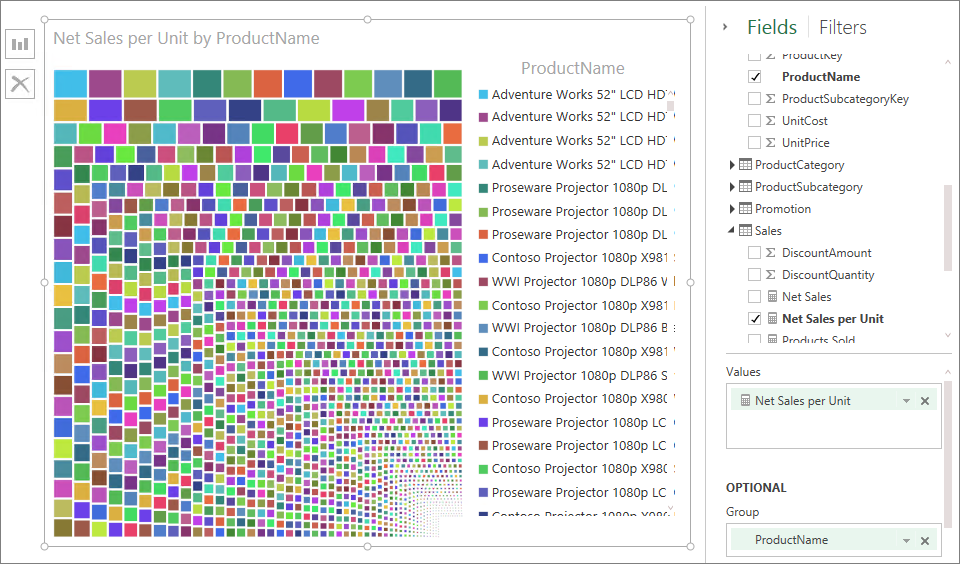 Net Sales per Unit by ProductName
ProductName
Adventure Works 52" LCD HDT
Adventure Works 52" LCD HDT
Adventure Works 52" LCD HDT
Adventure Works 52" LCD HDT
Proseware Projector 1080p DL
Proseware Projector 1080p DL
Proseware Projector 1080p DL
Contoso Projector 1080p X981
WWI Projector 1080p DLP86 W
Contoso Projector 1080p X981
WWI Projector 1080p DLP86 B
Contoso Projector 1080p X981
WWI Projector 1080p DLP86 S
Contoso Projector 1080p X980
Proseware Projector 1080p LC
Proseware Projector 1080p LC
Contoso Projector 1080p X980
Proseware Projector 1080p LC
Contoso Projector 1080p X980
Fields
Filters
ProductKey
ProductName
ProductSubcategoryKey
UnitCost
UnitPrice
ProductCategory
ProductSubcategory
Promotion
Sales
DiscountAmount
DiscountQuantity
Net Sales
Net Sales per Unit
Products Sold
Values
Net Sales per Unit
OPTIONAL
Group
ProductName